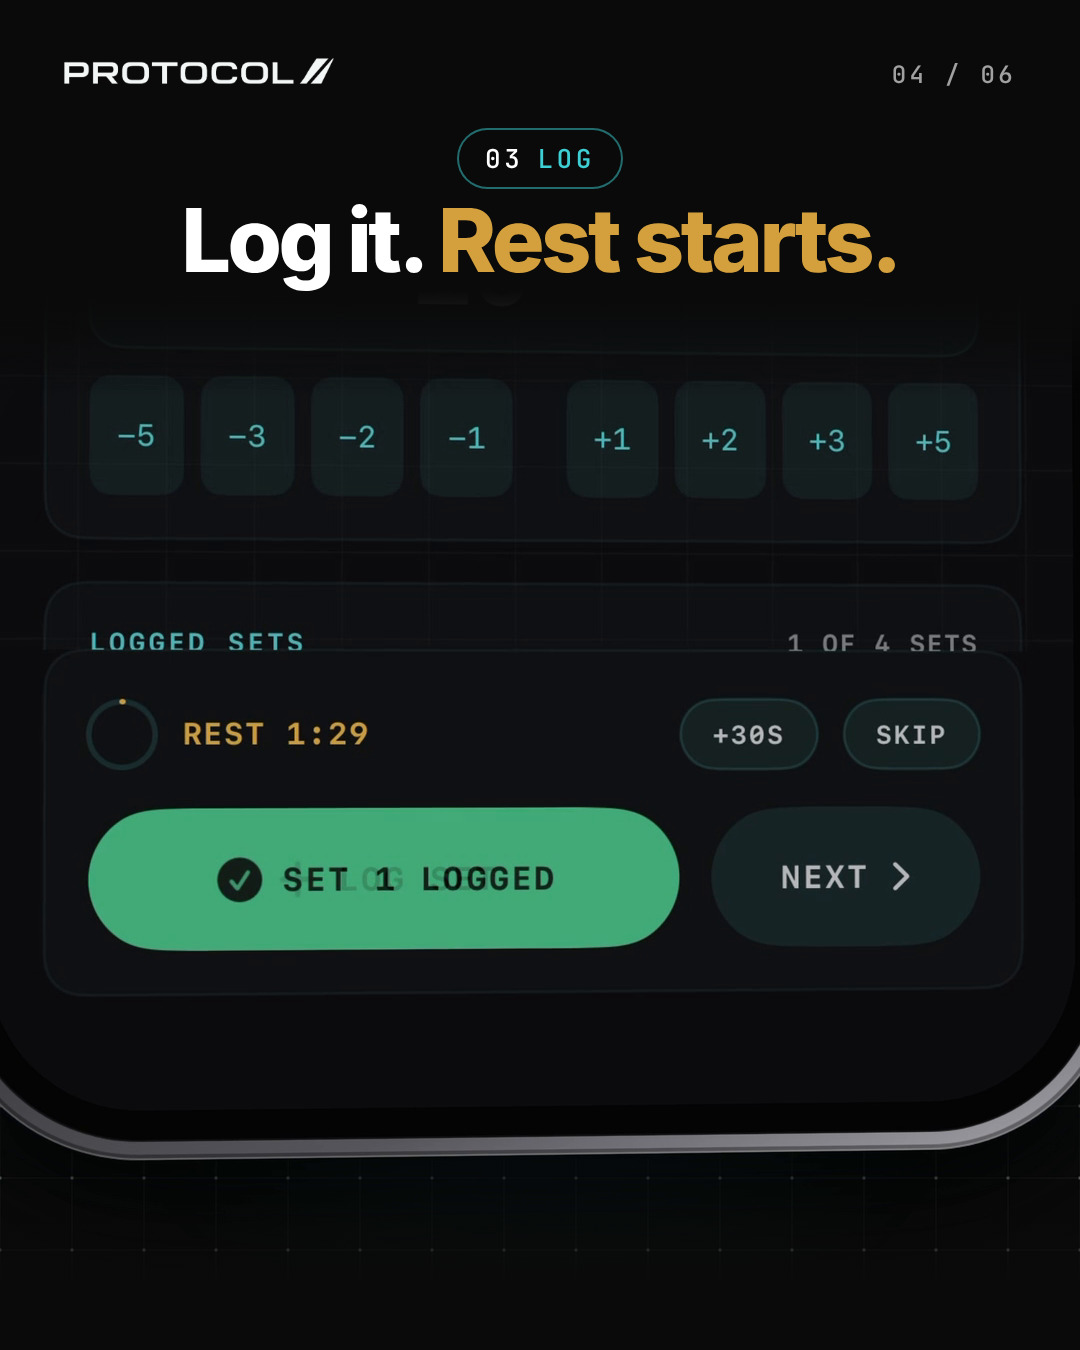 PROTOCOL
04 / 06
03 LOG
Log it. Rest starts.
−5 −3 −2 −1 +1 +2 +3 +5
LOGGED SETS
1 OF 4 SETS
REST 1:29
+30S
SKIP
SET 1 LOGGED
NEXT